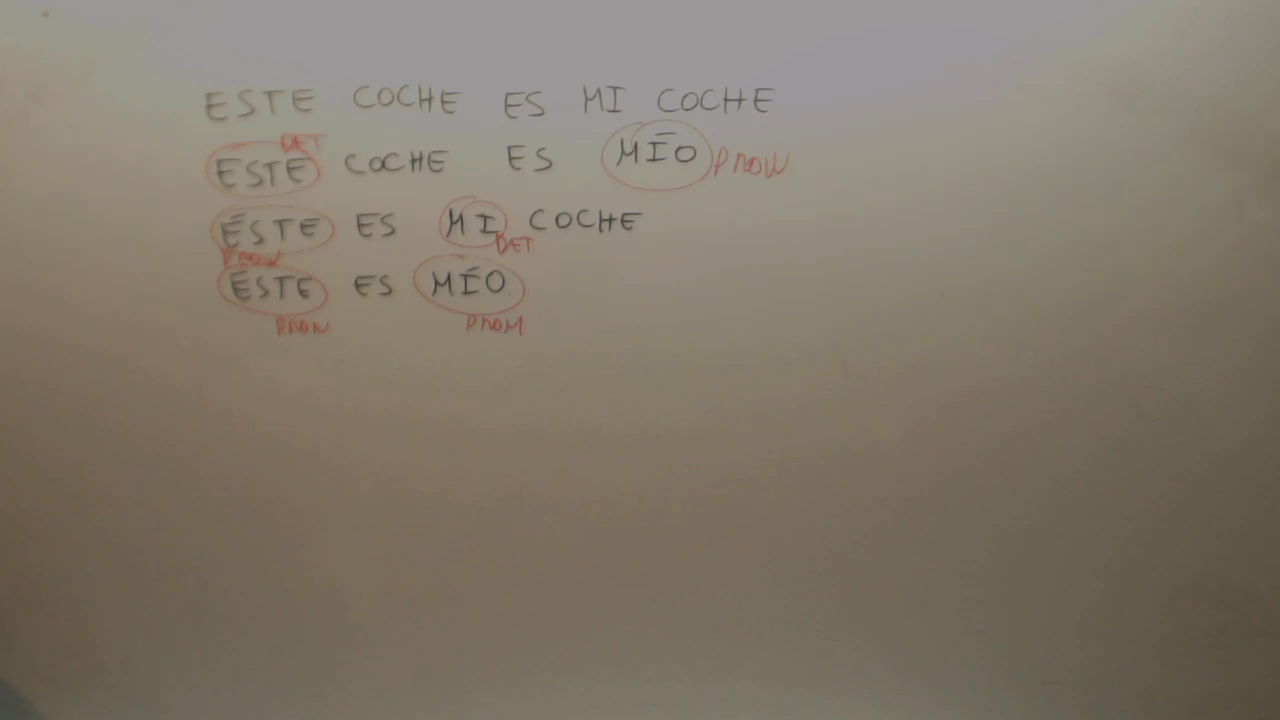 ESTE COCHE ES MI COCHE
DET
ESTE COCHE ES MÍO PRON
ÉSTE ES MI COCHE
PRON DET
ÉSTE ES MÍO
PRON PRON